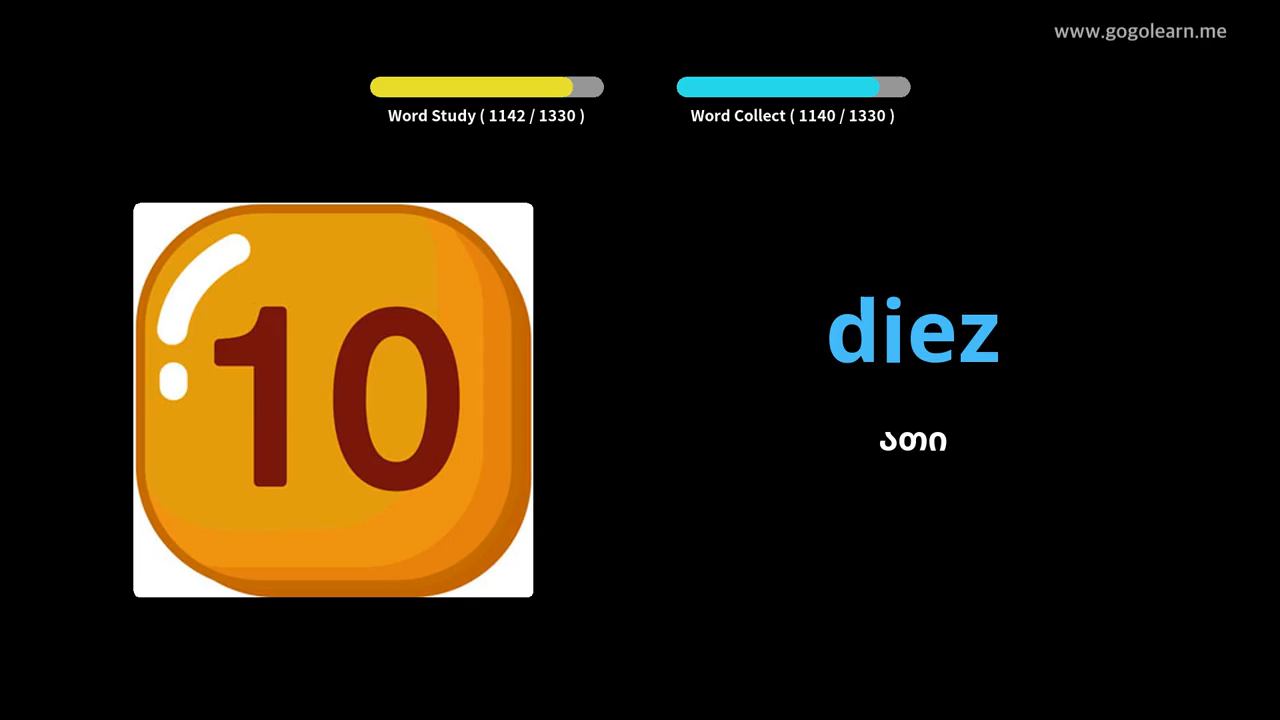 www.gogolearn.me
Word Study ( 1142 / 1330 )
Word Collect ( 1140 / 1330 )
10
diez
ათი